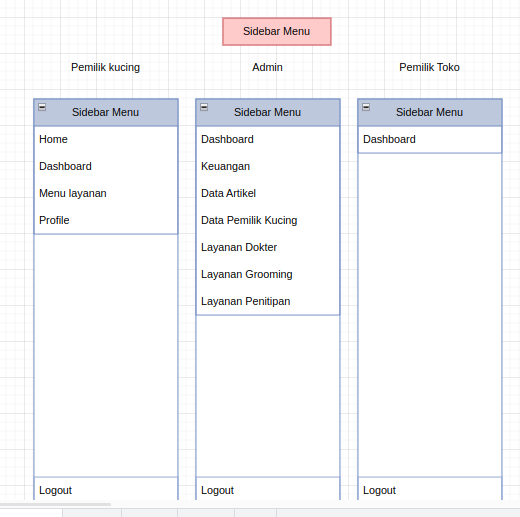 Sidebar Menu
Pemilik kucing
Admin
Pemilik Toko
Sidebar Menu
Home
Dashboard
Menu layanan
Profile
Logout
Sidebar Menu
Dashboard
Keuangan
Data Artikel
Data Pemilik Kucing
Layanan Dokter
Layanan Grooming
Layanan Penitipan
Logout
Sidebar Menu
Dashboard
Logout